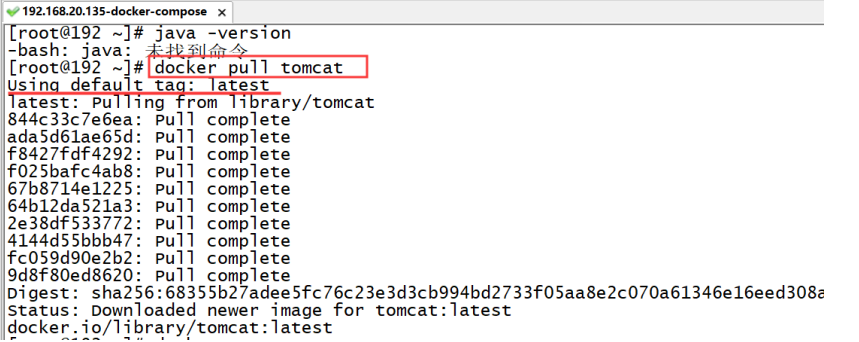 192.168.20.135-docker-compose
[root@192 ~]# java -version
-bash: java: 未找到命令
[root@192 ~]# docker pull tomcat
Using default tag: latest
latest: Pulling from library/tomcat
844c33c7e6ea: Pull complete
ada5d61ae65d: Pull complete
f8427fdf4292: Pull complete
f025bafc4ab8: Pull complete
67b8714e1225: Pull complete
64b12da521a3: Pull complete
2e38df533772: Pull complete
4144d55bbb47: Pull complete
fc059d90e2b2: Pull complete
9d8f80ed8620: Pull complete
Digest: sha256:68355b27adee5fc76c23e3d3cb994bd2733f05aa8e2c070a61346e16eed308a
Status: Downloaded newer image for tomcat:latest
docker.io/library/tomcat:latest